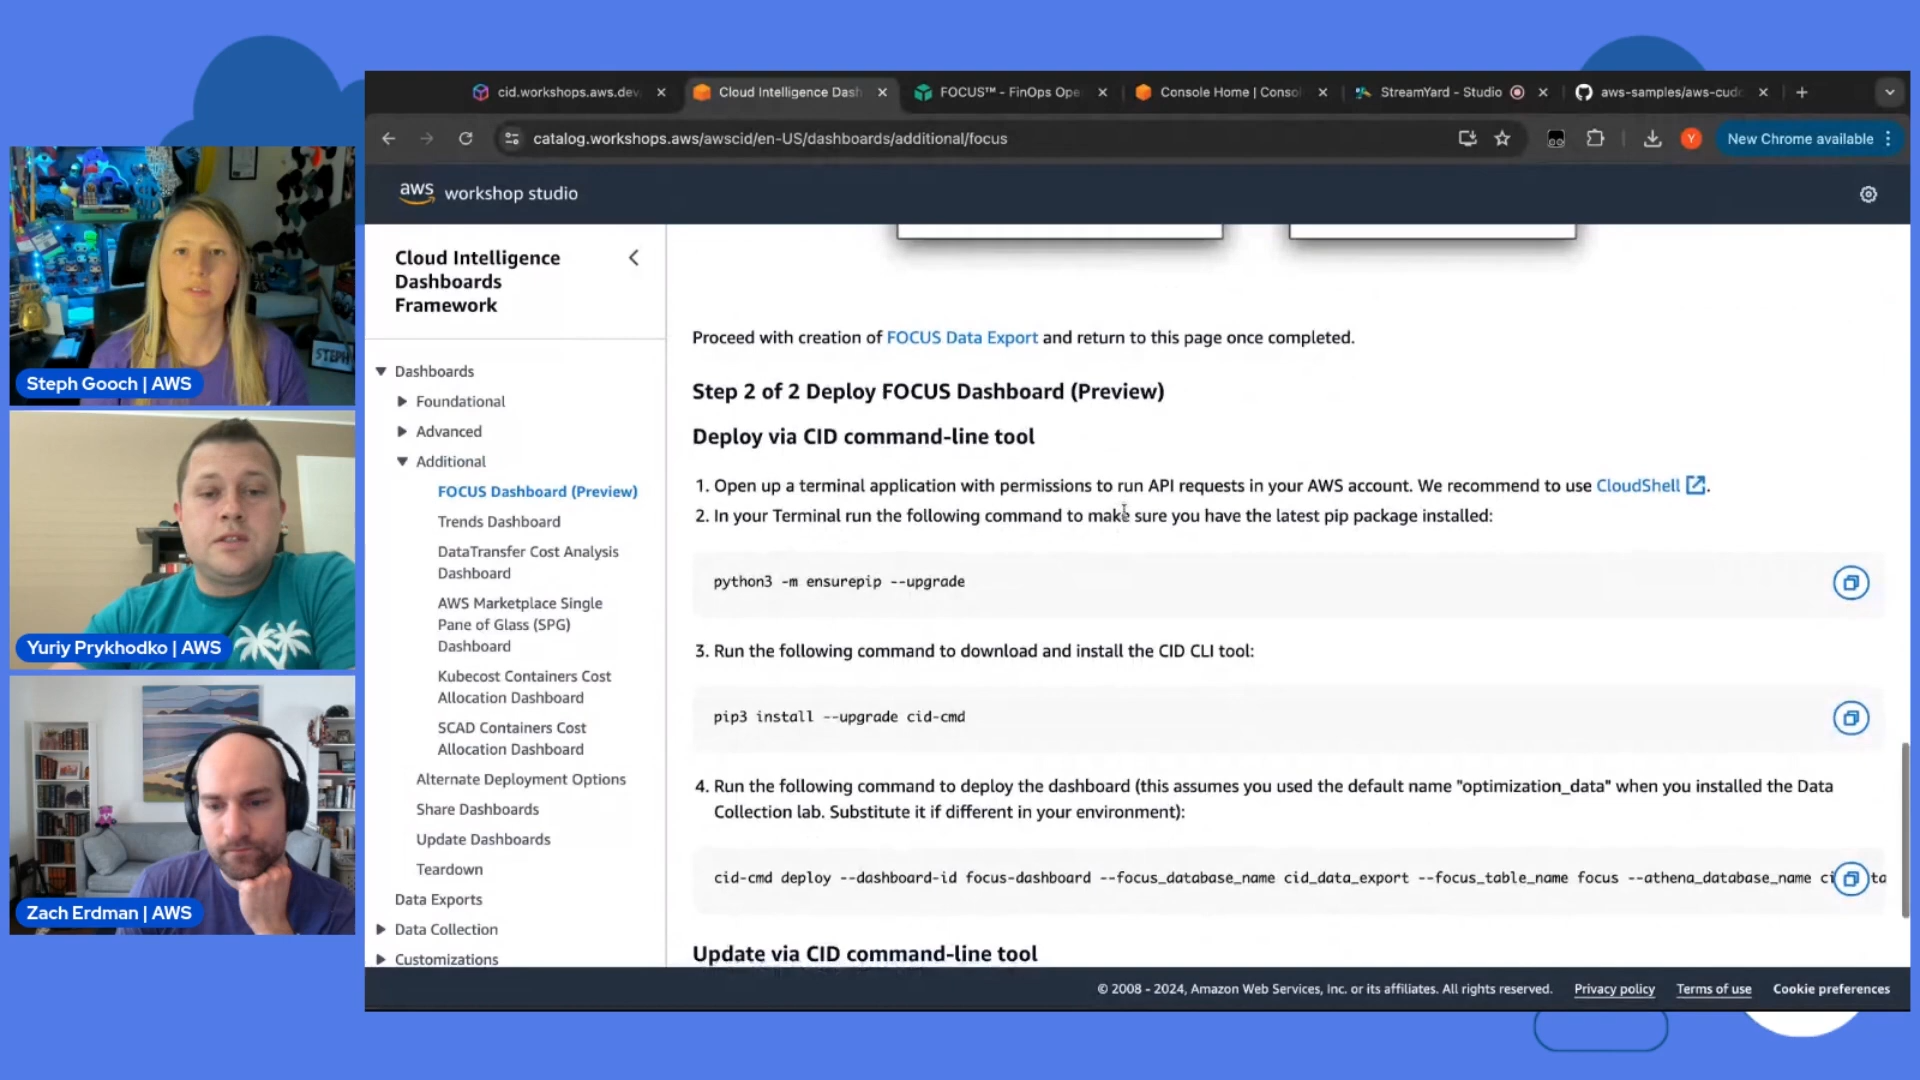 cid.workshops.aws.dev
Cloud Intelligence Dash
FOCUS™ - FinOps Ope
Console Home | Consol
StreamYard - Studio
aws-samples/aws-cudo
catalog.workshops.aws/awscid/en-US/dashboards/additional/focus
Y
New Chrome available
aws workshop studio
Cloud Intelligence
Dashboards
Framework
Dashboards
Foundational
Advanced
Additional
FOCUS Dashboard (Preview)
Trends Dashboard
DataTransfer Cost Analysis
Dashboard
AWS Marketplace Single
Pane of Glass (SPG)
Dashboard
Kubecost Containers Cost
Allocation Dashboard
SCAD Containers Cost
Allocation Dashboard
Alternate Deployment Options
Share Dashboards
Update Dashboards
Teardown
Data Exports
Data Collection
Customizations
Proceed with creation of FOCUS Data Export and return to this page once completed.
Step 2 of 2 Deploy FOCUS Dashboard (Preview)
Deploy via CID command-line tool
1. Open up a terminal application with permissions to run API requests in your AWS account. We recommend to use CloudShell.
2. In your Terminal run the following command to make sure you have the latest pip package installed:
python3 -m ensurepip --upgrade
3. Run the following command to download and install the CID CLI tool:
pip3 install --upgrade cid-cmd
4. Run the following command to deploy the dashboard (this assumes you used the default name "optimization_data" when you installed the Data
Collection lab. Substitute it if different in your environment):
cid-cmd deploy --dashboard-id focus-dashboard --focus_database_name cid_data_export --focus_table_name focus --athena_database_name
Update via CID command-line tool
© 2008 - 2024, Amazon Web Services, Inc. or its affiliates. All rights reserved. Privacy policy Terms of use Cookie preferences
STEPH
Steph Gooch | AWS
Yuriy Prykhodko | AWS
Zach Erdman | AWS